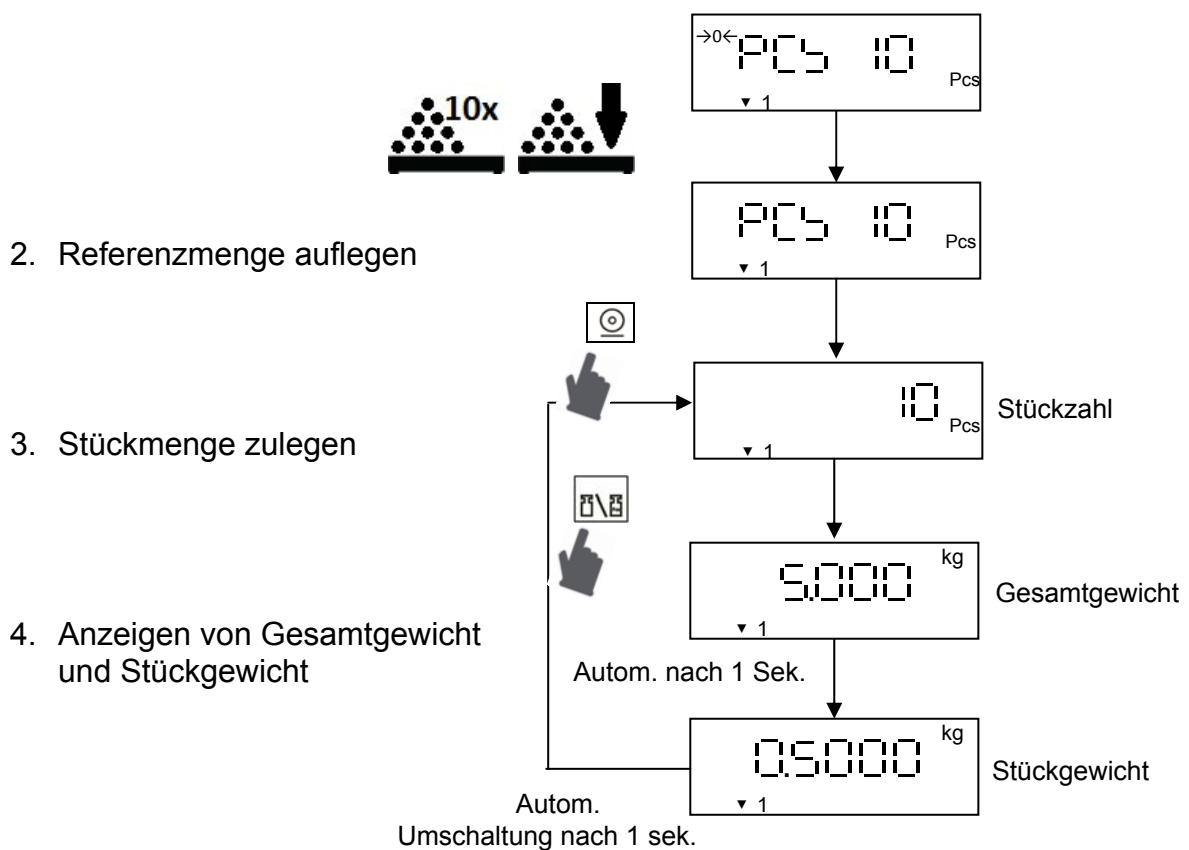 →0← PCs 10 Pcs
▼ 1
10x
PCs 10 Pcs
▼ 1
2. Referenzmenge auflegen
10 Pcs
▼ 1
Stückzahl
3. Stückmenge zulegen
5.000 kg
▼ 1
Gesamtgewicht
4. Anzeigen von Gesamtgewicht
und Stückgewicht
Autom. nach 1 Sek.
0.5000 kg
▼ 1
Stückgewicht
Autom.
Umschaltung nach 1 sek.